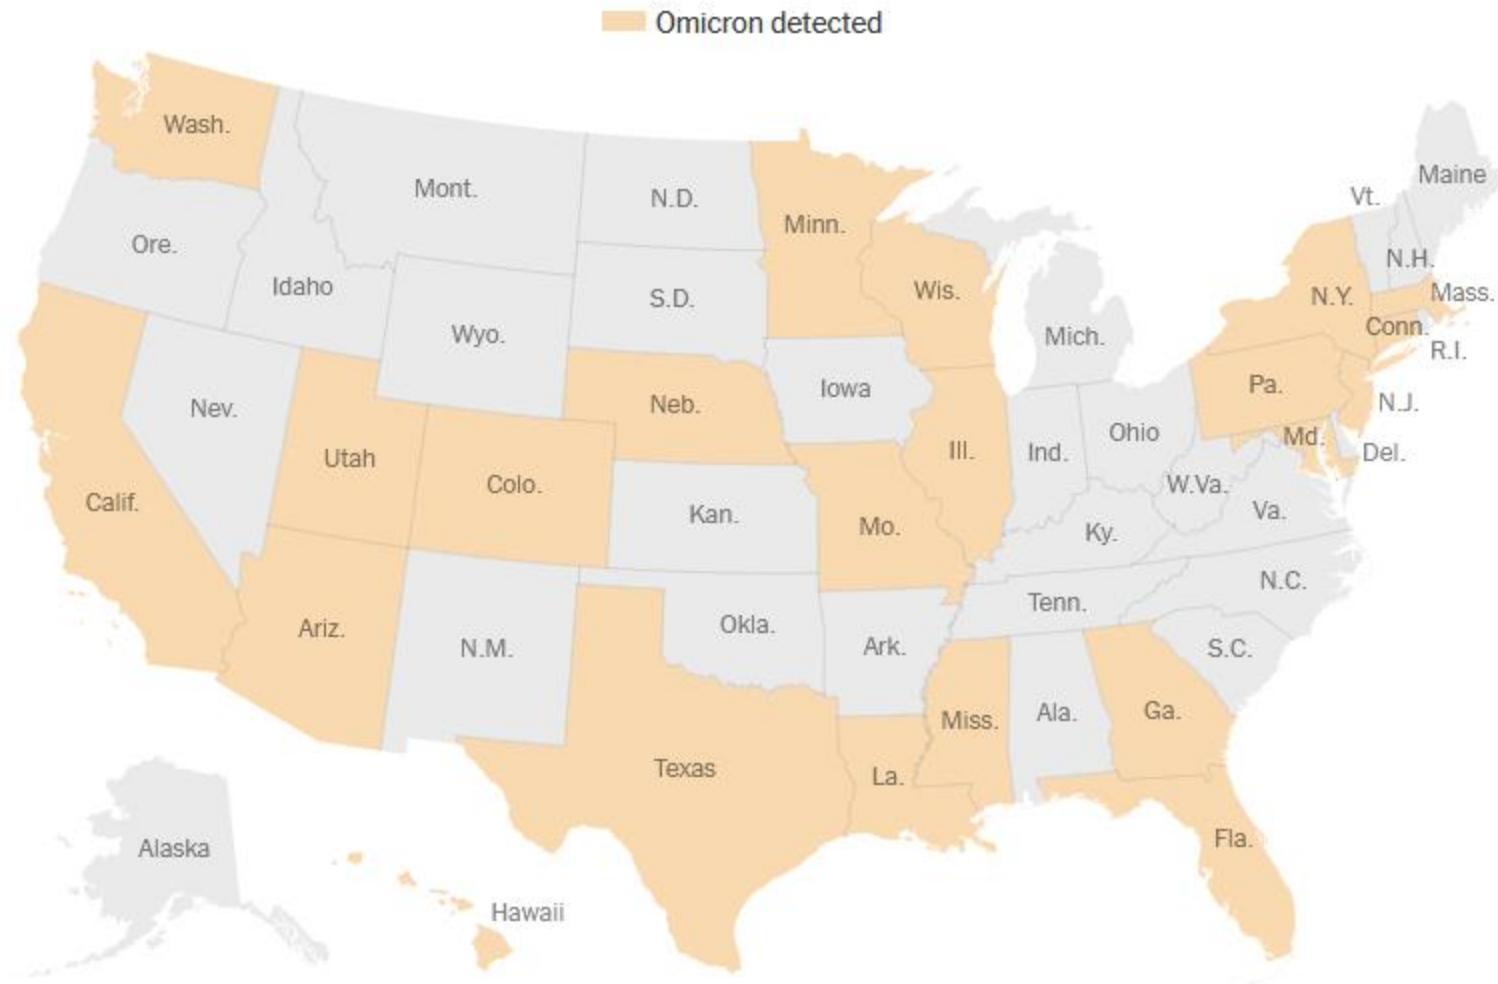 Omicron detected
Wash.
Maine
Mont.
Vt.
N.D.
Minn.
Ore.
N.H.
Idaho
S.D.
Wis.
N.Y.
Mass.
Wyo.
Mich.
Conn.
R.I.
Iowa
Pa.
Nev.
Neb.
N.J.
Ohio
Md.
Utah
Ill.
Ind.
Del.
Colo.
W.Va.
Calif.
Kan.
Va.
Mo.
Ky.
N.C.
Tenn.
Ariz.
Okla.
N.M.
Ark.
S.C.
Miss.
Ala.
Ga.
Texas
La.
Fla.
Alaska
Hawaii